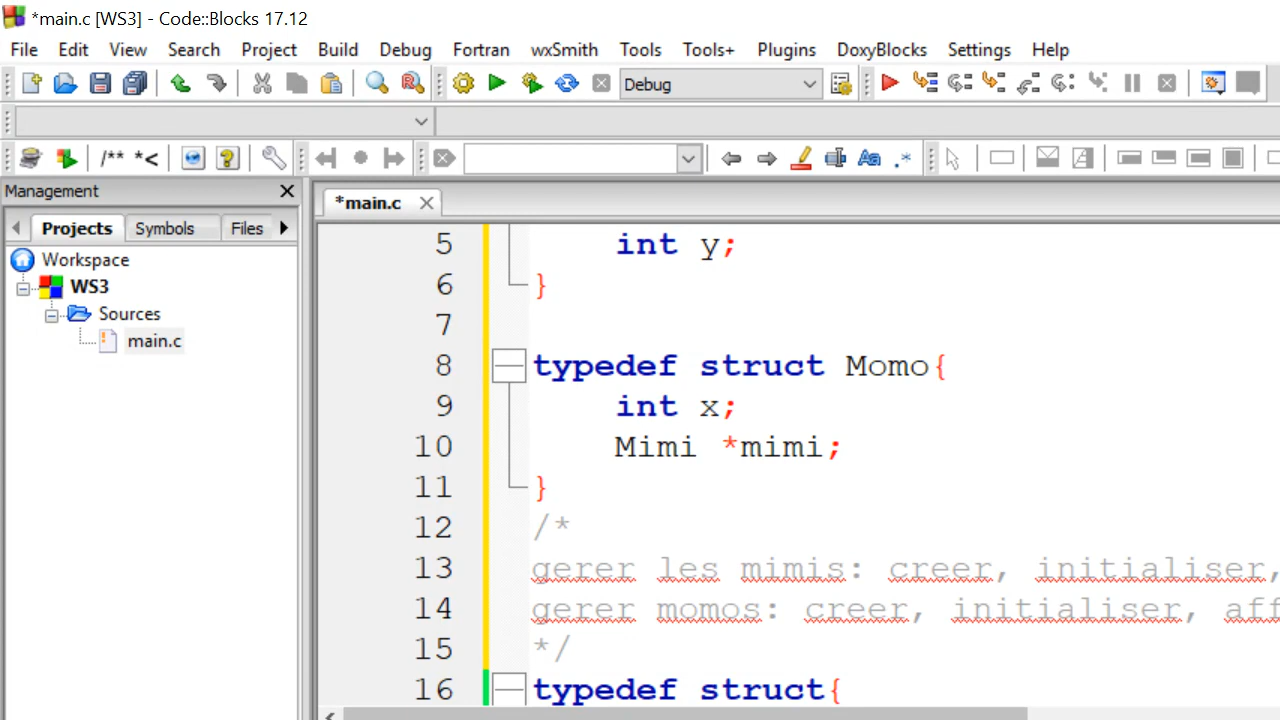 *main.c [WS3] - Code::Blocks 17.12
File Edit View Search Project Build Debug Fortran wxSmith Tools Tools+ Plugins DoxyBlocks Settings Help
Debug
/** *<
Management
Projects Symbols Files
*main.c
Workspace
WS3
Sources
main.c
5 int y;
6 }
7
8 typedef struct Momo{
9 int x;
10 Mimi *mimi;
11 }
12 /*
13 gerer les mimis: creer, initialiser,
14 gerer momos: creer, initialiser, aff
15 */
16 typedef struct{